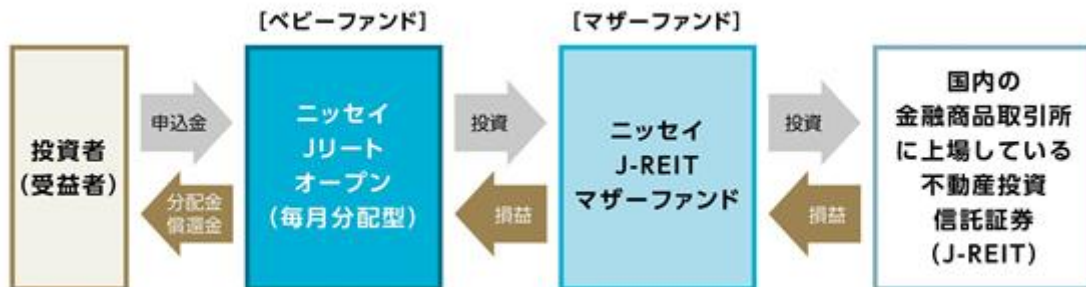 [ベビーファンド]
[マザーファンド]
投資者
(受益者)
申込金
分配金
償還金
ニッセイ
Jリート
オープン
(毎月分配型)
投資
損益
ニッセイ
J-REIT
マザーファンド
投資
損益
国内の
金融商品取引所
に上場している
不動産投資
信託証券
(J-REIT)